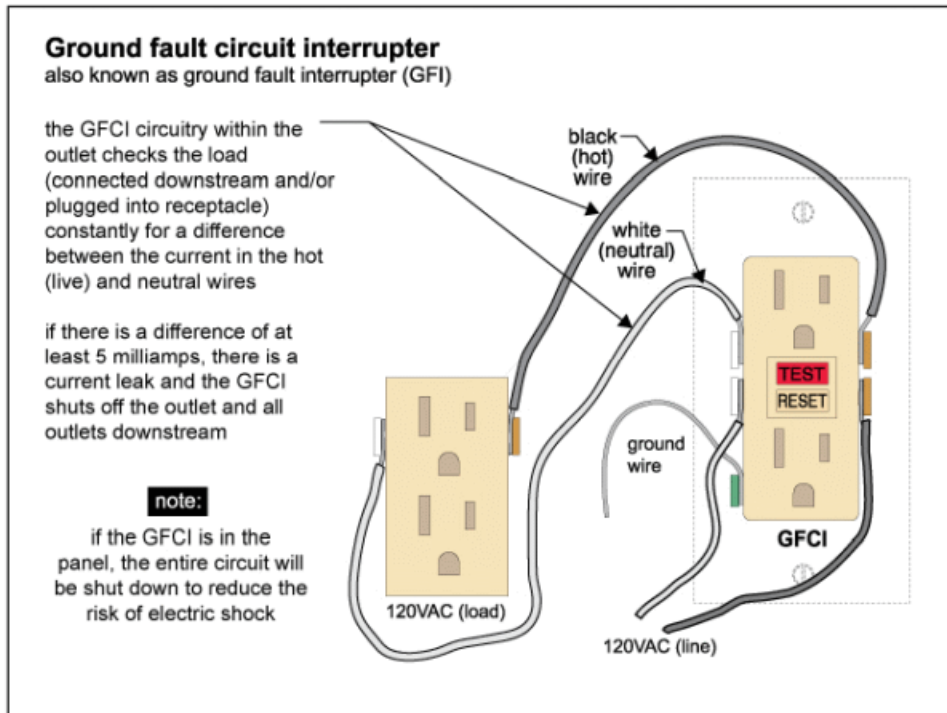 Ground fault circuit interrupter
also known as ground fault interrupter (GFI)
the GFCI circuitry within the
outlet checks the load
(connected downstream and/or
plugged into receptacle)
constantly for a difference
between the current in the hot
(live) and neutral wires
if there is a difference of at
least 5 milliamps, there is a
current leak and the GFCI
shuts off the outlet and all
outlets downstream
note:
if the GFCI is in the
panel, the entire circuit will
be shut down to reduce the
risk of electric shock
black
(hot)
wire
white
(neutral)
wire
TEST
RESET
ground
wire
GFCI
120VAC (load)
120VAC (line)